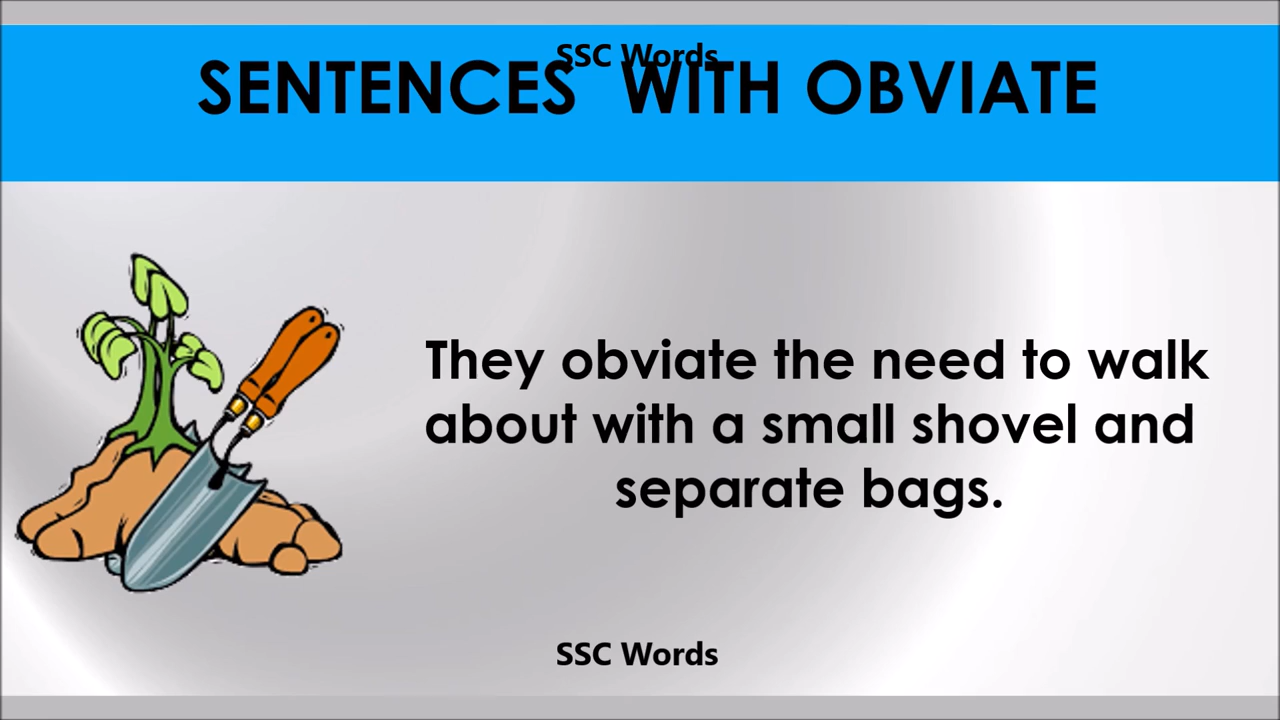 SSC Words
SENTENCES WITH OBVIATE
They obviate the need to walk
about with a small shovel and
separate bags.
SSC Words